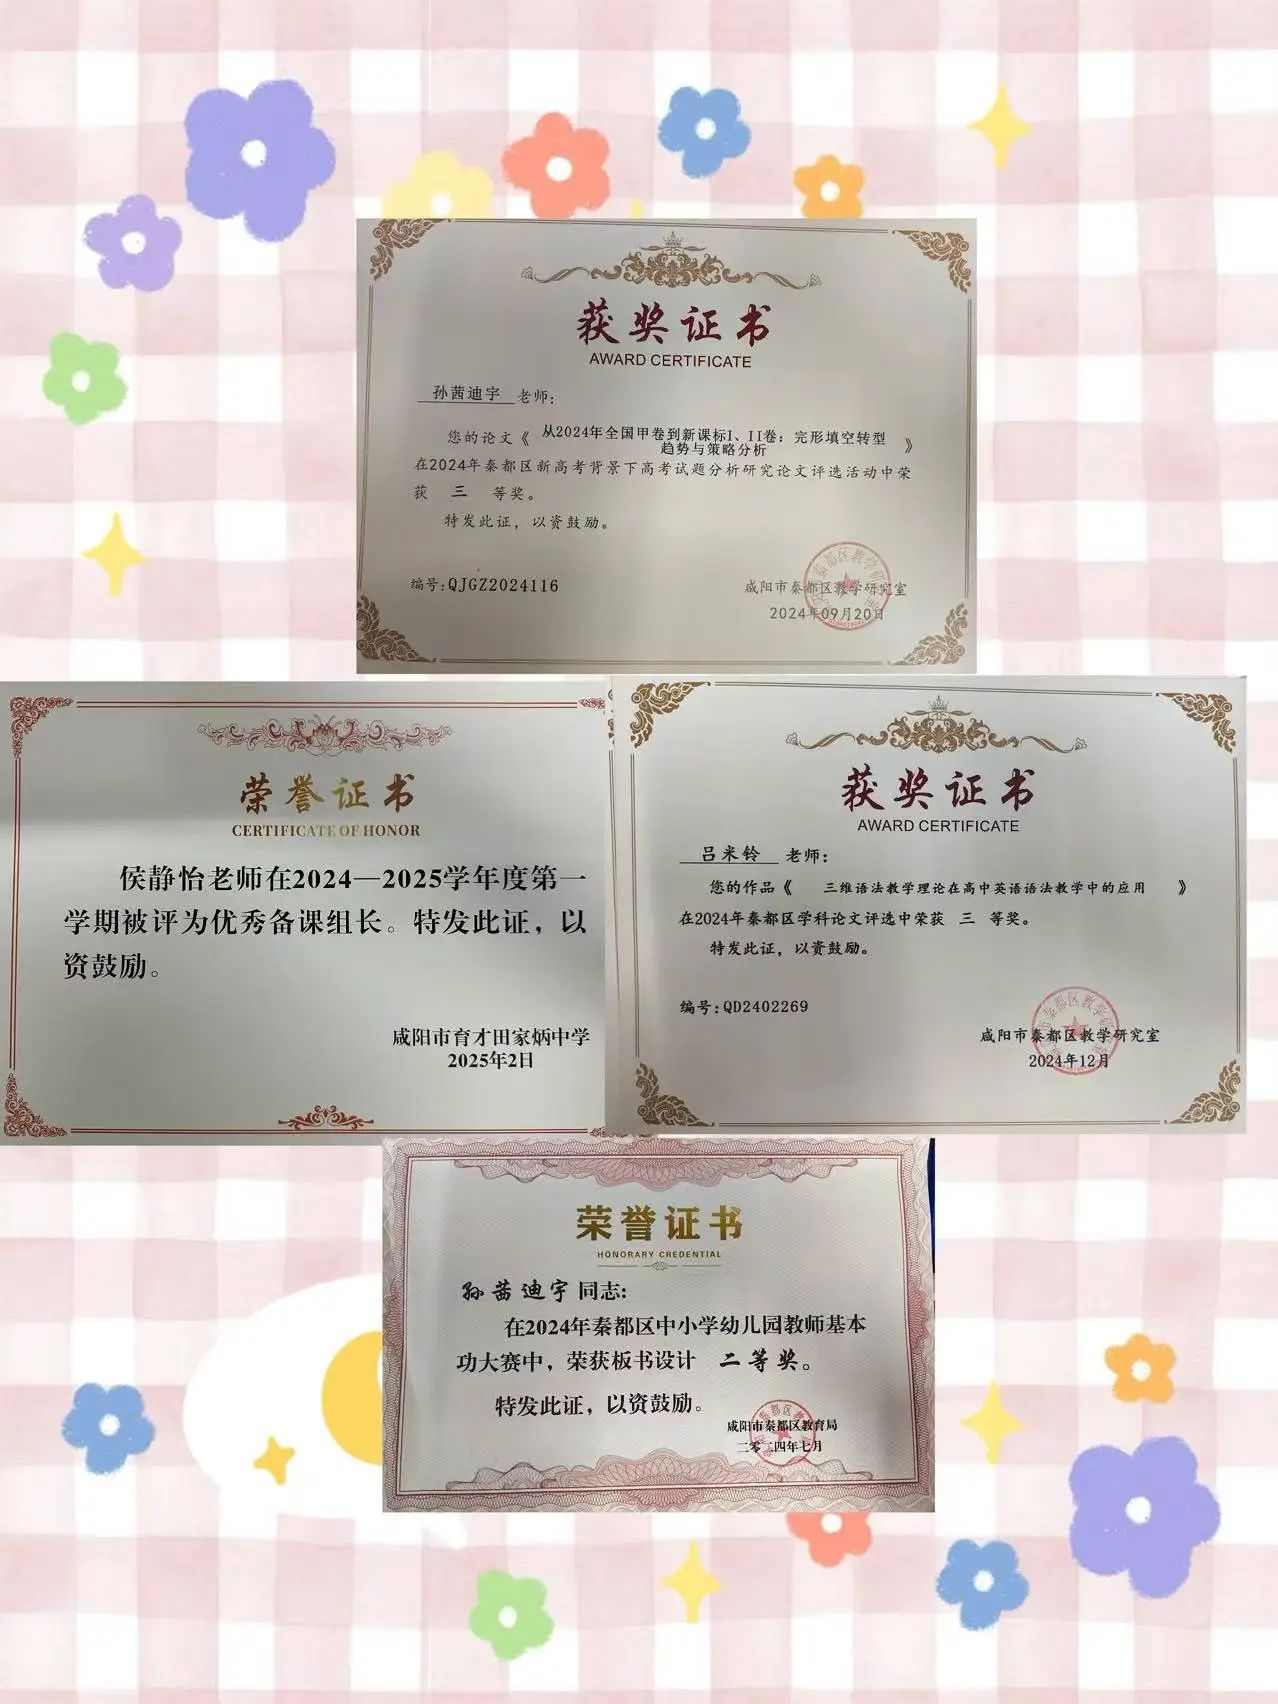 获奖证书
AWARD CERTIFICATE
孙茜迪宇 老师：
您的论文《从2024年全国甲卷到新课标I、II卷：完形填空转型
趋势与策略分析》
在2024年秦都区新高考背景下高考试题分析研究论文评选活动中荣
获 三 等奖。
特发此证，以资鼓励。
编号：QJGZ2024116
咸阳市秦都区教学研究室
2024年09月20日
荣誉证书
CERTIFICATE OF HONOR
侯静怡老师在2024—2025学年度第一
学期被评为优秀备课组长。特发此证，以
资鼓励。
咸阳市育才田家炳中学
2025年2日
获奖证书
AWARD CERTIFICATE
吕米铃 老师：
您的作品《 三维语法教学理论在高中英语语法教学中的应用 》
在2024年秦都区学科论文评选中荣获 三 等奖。
特发此证，以资鼓励。
编号：QD2402269
咸阳市秦都区教学研究室
2024年12月
荣誉证书
HONORARY CREDENTIAL
孙茜迪宇 同志：
在2024年秦都区中小学幼儿园教师基本
功大赛中，荣获板书设计 二等奖。
特发此证，以资鼓励。
咸阳市秦都区教育局
二零二四年七月